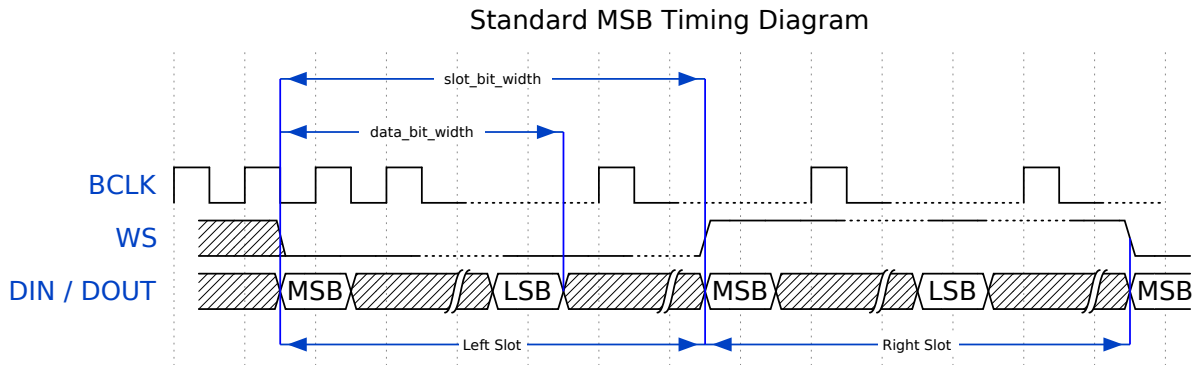 Standard MSB Timing Diagram
slot_bit_width
data_bit_width
BCLK
WS
DIN / DOUT MSB LSB MSB LSB MSB
Left Slot Right Slot